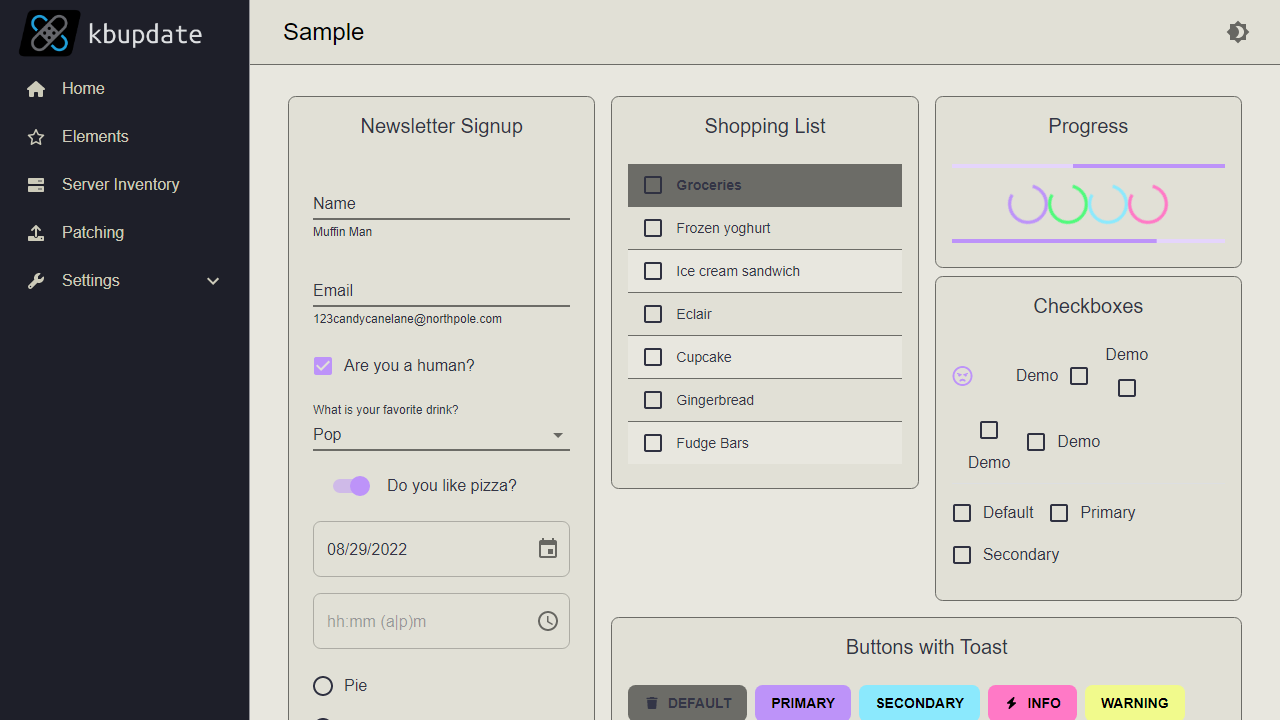 kbupdate
Home
Elements
Server Inventory
Patching
Settings
Sample
Newsletter Signup
Name
Muffin Man
Email
123candycanelane@northpole.com
Are you a human?
What is your favorite drink?
Pop
Do you like pizza?
08/29/2022
hh:mm (a|p)m
Pie
Shopping List
Groceries
Frozen yoghurt
Ice cream sandwich
Eclair
Cupcake
Gingerbread
Fudge Bars
Progress
Checkboxes
Demo
Demo
Demo
Demo
Default
Primary
Secondary
Buttons with Toast
DEFAULT
PRIMARY
SECONDARY
INFO
WARNING